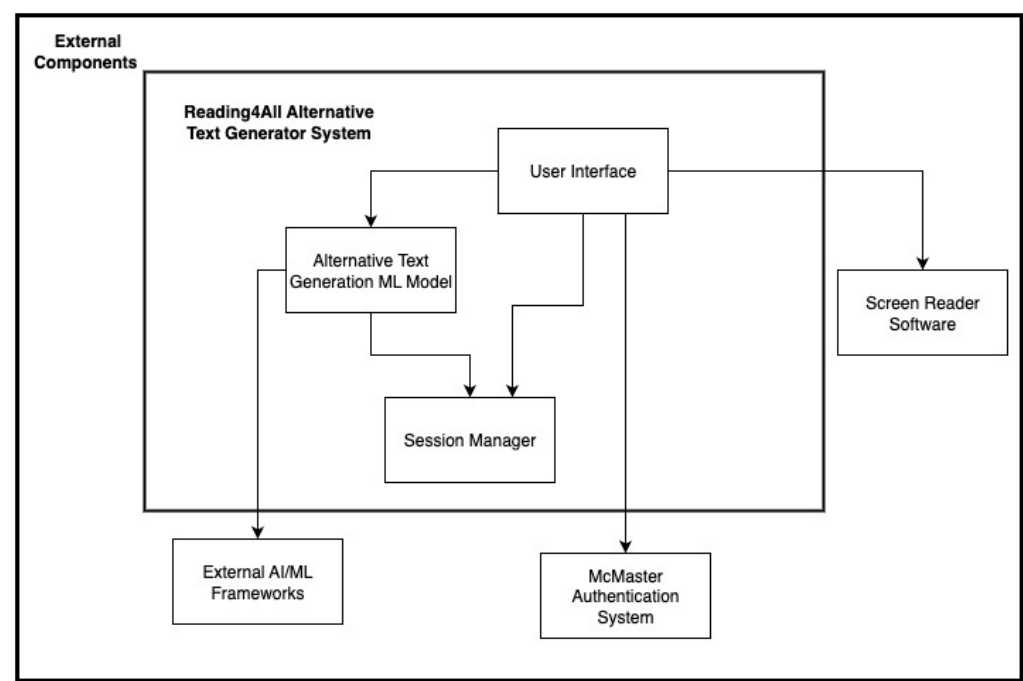 External
Components
Reading4All Alternative
Text Generator System
User Interface
Alternative Text
Generation ML Model
Screen Reader
Software
Session Manager
External AI/ML
Frameworks
McMaster
Authentication
System